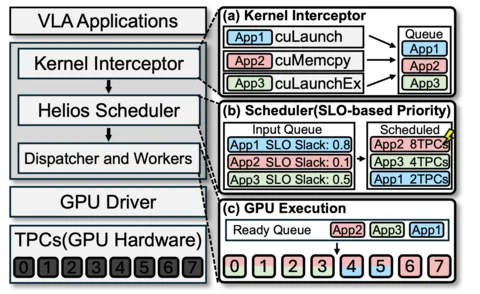 VLA Applications
Kernel Interceptor
Helios Scheduler
Dispatcher and Workers
GPU Driver
TPCs(GPU Hardware)
0 1 2 3 4 5 6 7
(a) Kernel Interceptor
App1 cuLaunch
App2 cuMemcpy
App3 cuLaunchEx
Queue
App1
App2
App3
(b) Scheduler(SLO-based Priority)
Input Queue
App1 SLO Slack: 0.8
App2 SLO Slack: 0.1
App3 SLO Slack: 0.5
Scheduled
App2 8TPCs
App3 4TPCs
App1 2TPCs
(c) GPU Execution
Ready Queue App2 App3 App1
0 1 2 3 4 5 6 7